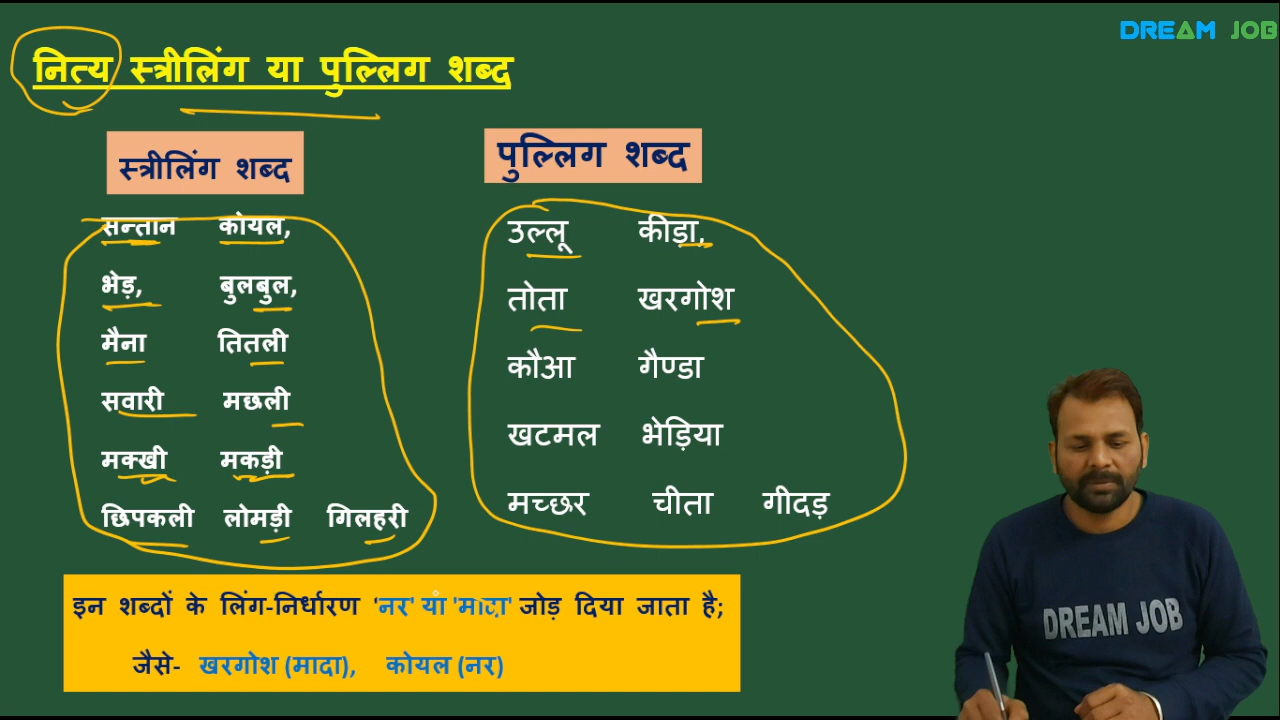 DREAM JOB
नित्य स्त्रीलिंग या पुल्लिग शब्द
स्त्रीलिंग शब्द
सन्तान कोयल,
भेड़, बुलबुल,
मैना तितली
सवारी मछली
मक्खी मकड़ी
छिपकली लोमड़ी गिलहरी
पुल्लिग शब्द
उल्लू कीड़ा,
तोता खरगोश
कौआ गैण्डा
खटमल भेड़िया
मच्छर चीता गीदड़
इन शब्दों के लिंग-निर्धारण 'नर' या 'मादा' जोड़ दिया जाता है;
जैसे- खरगोश (मादा), कोयल (नर)
DREAM JOB